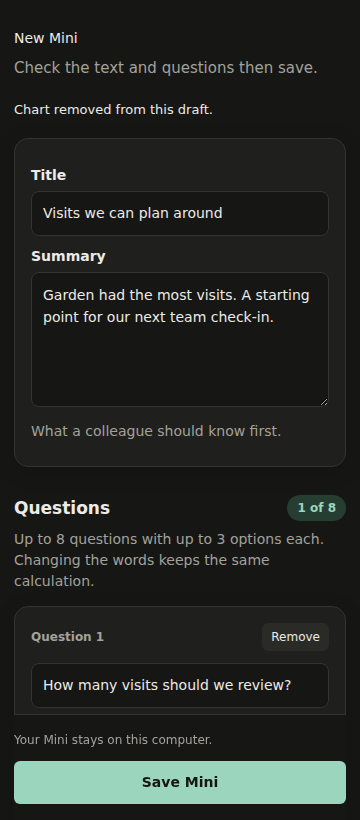 New Mini
Check the text and questions then save.
Chart removed from this draft.
Title
Visits we can plan around
Summary
Garden had the most visits. A starting
point for our next team check-in.
What a colleague should know first.
Questions
1 of 8
Up to 8 questions with up to 3 options each.
Changing the words keeps the same
calculation.
Question 1
Remove
How many visits should we review?
Your Mini stays on this computer.
Save Mini